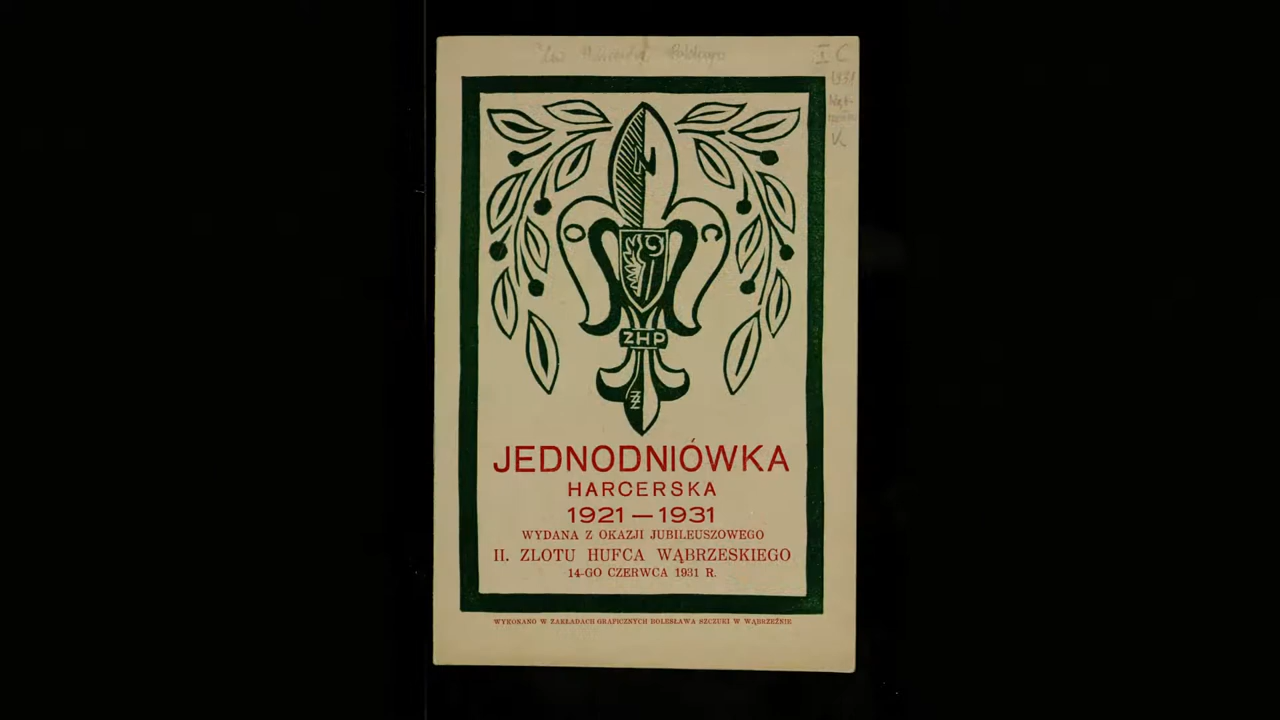 I C
1931
N
O C
ZHP
JEDNODNIÓWKA
HARCERSKA
1921 — 1931
WYDANA Z OKAZJI JUBILEUSZOWEGO
II. ZLOTU HUFCA WĄBRZESKIEGO
14-GO CZERWCA 1931 R.
WYKONANO W ZAKŁADACH GRAFICZNYCH BOLESŁAWA SZCZUKI W WĄBRZEŹNIE